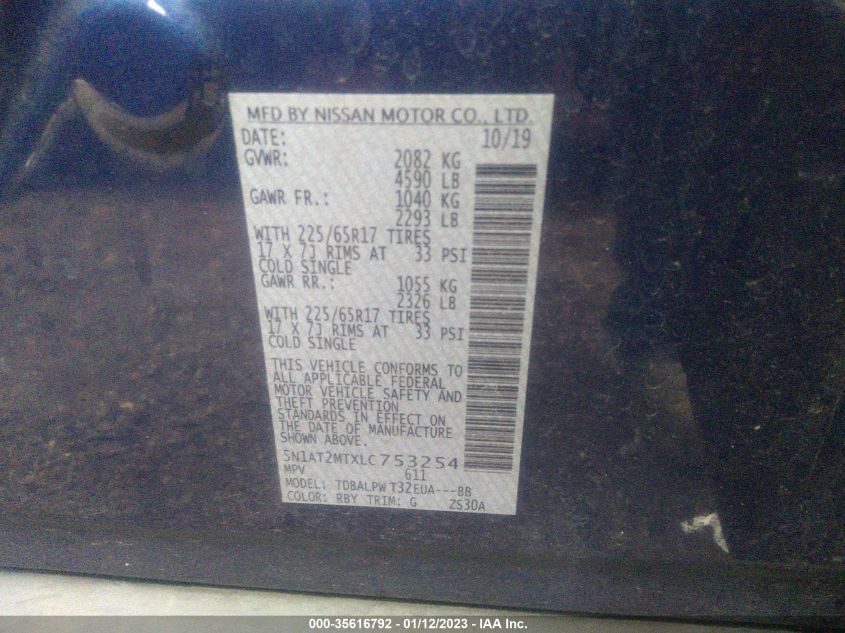 MFD BY NISSAN MOTOR CO., LTD.
DATE: 10/19
GVWR: 2082 KG
4590 LB
GAWR FR.: 1040 KG
2293 LB
WITH 225/65R17 TIRES
17 X 7J RIMS AT 33 PSI
COLD SINGLE
GAWR RR.: 1055 KG
2326 LB
WITH 225/65R17 TIRES
17 X 7J RIMS AT 33 PSI
COLD SINGLE
THIS VEHICLE CONFORMS TO
ALL APPLICABLE FEDERAL
MOTOR VEHICLE SAFETY AND
THEFT PREVENTION
STANDARDS IN EFFECT ON
THE DATE OF MANUFACTURE
SHOWN ABOVE.
5N1AT2MTXLC753254
MPV 611
MODEL: TDBALPW T32EUA---BB
COLOR: RBY TRIM: G ZS30A
000-35616792 - 01/12/2023 - IAA Inc.